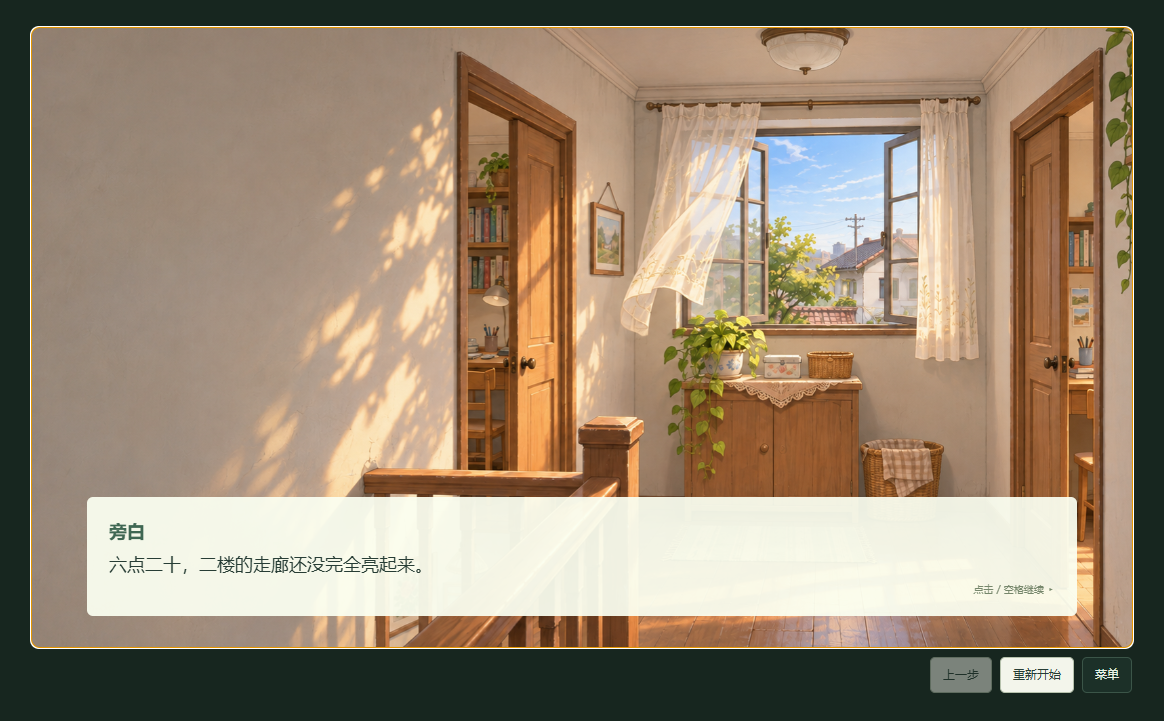 旁白
六点二十，二楼的走廊还没完全亮起来。
点击 / 空格继续 ▸
上一步
重新开始
菜单